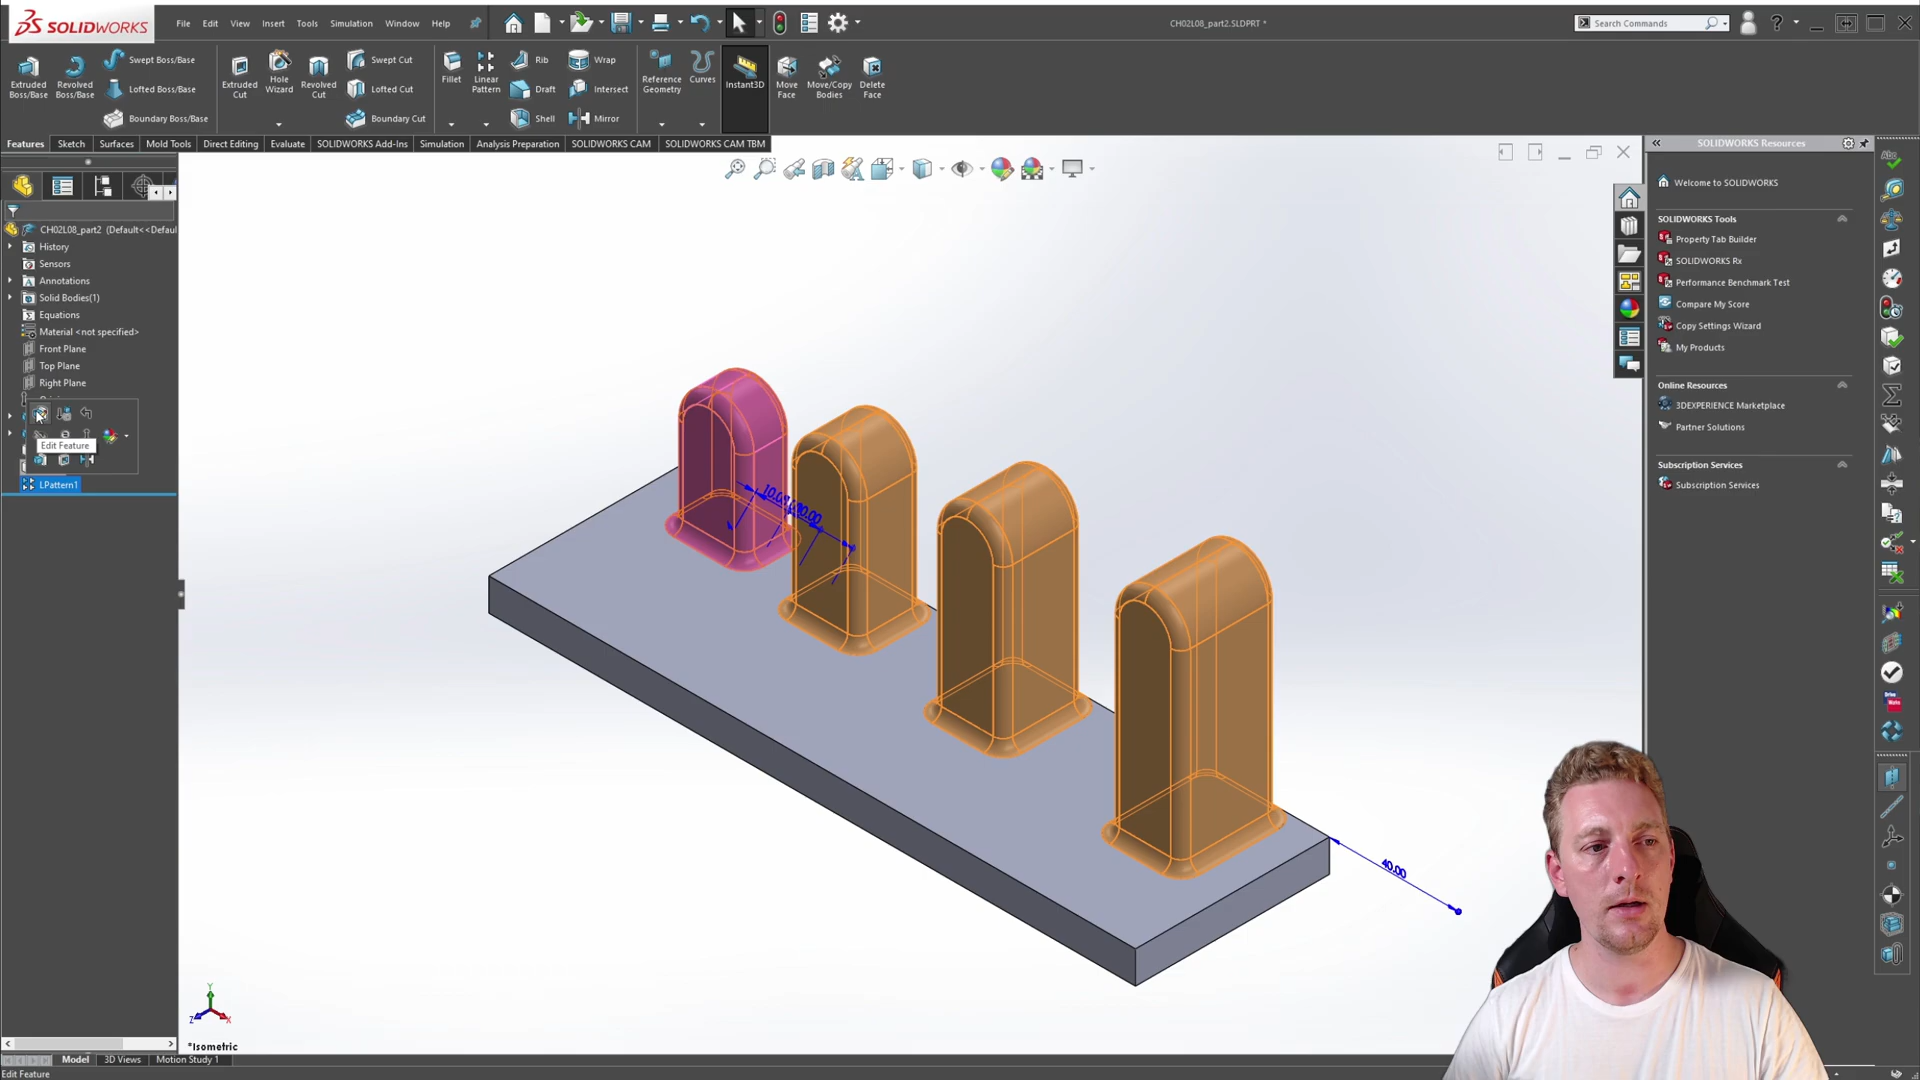 SOLIDWORKS
File Edit View Insert Tools Simulation Window Help
CH02L08_part2.SLDPRT *
Search Commands
Extruded Boss/Base
Revolved Boss/Base
Swept Boss/Base
Lofted Boss/Base
Boundary Boss/Base
Extruded Cut
Hole Wizard
Revolved Cut
Swept Cut
Lofted Cut
Boundary Cut
Fillet
Linear Pattern
Rib
Draft
Shell
Wrap
Intersect
Mirror
Reference Geometry
Curves
Instant3D
Move Face
Move/Copy Bodies
Delete Face
Features Sketch Surfaces Mold Tools Direct Editing Evaluate SOLIDWORKS Add-Ins Simulation Analysis Preparation SOLIDWORKS CAM SOLIDWORKS CAM TBM
CH02L08_part2 (Default<<Defaul
History
Sensors
Annotations
Solid Bodies(1)
Equations
Material <not specified>
Front Plane
Top Plane
Right Plane
Edit Feature
LPattern1
40.00
Y
Z
X
*Isometric
SOLIDWORKS Resources
Welcome to SOLIDWORKS
SOLIDWORKS Tools
Property Tab Builder
SOLIDWORKS Rx
Performance Benchmark Test
Compare My Score
Copy Settings Wizard
My Products
Online Resources
3DEXPERIENCE Marketplace
Partner Solutions
Subscription Services
Subscription Services
Model 3D Views Motion Study 1
Edit Feature